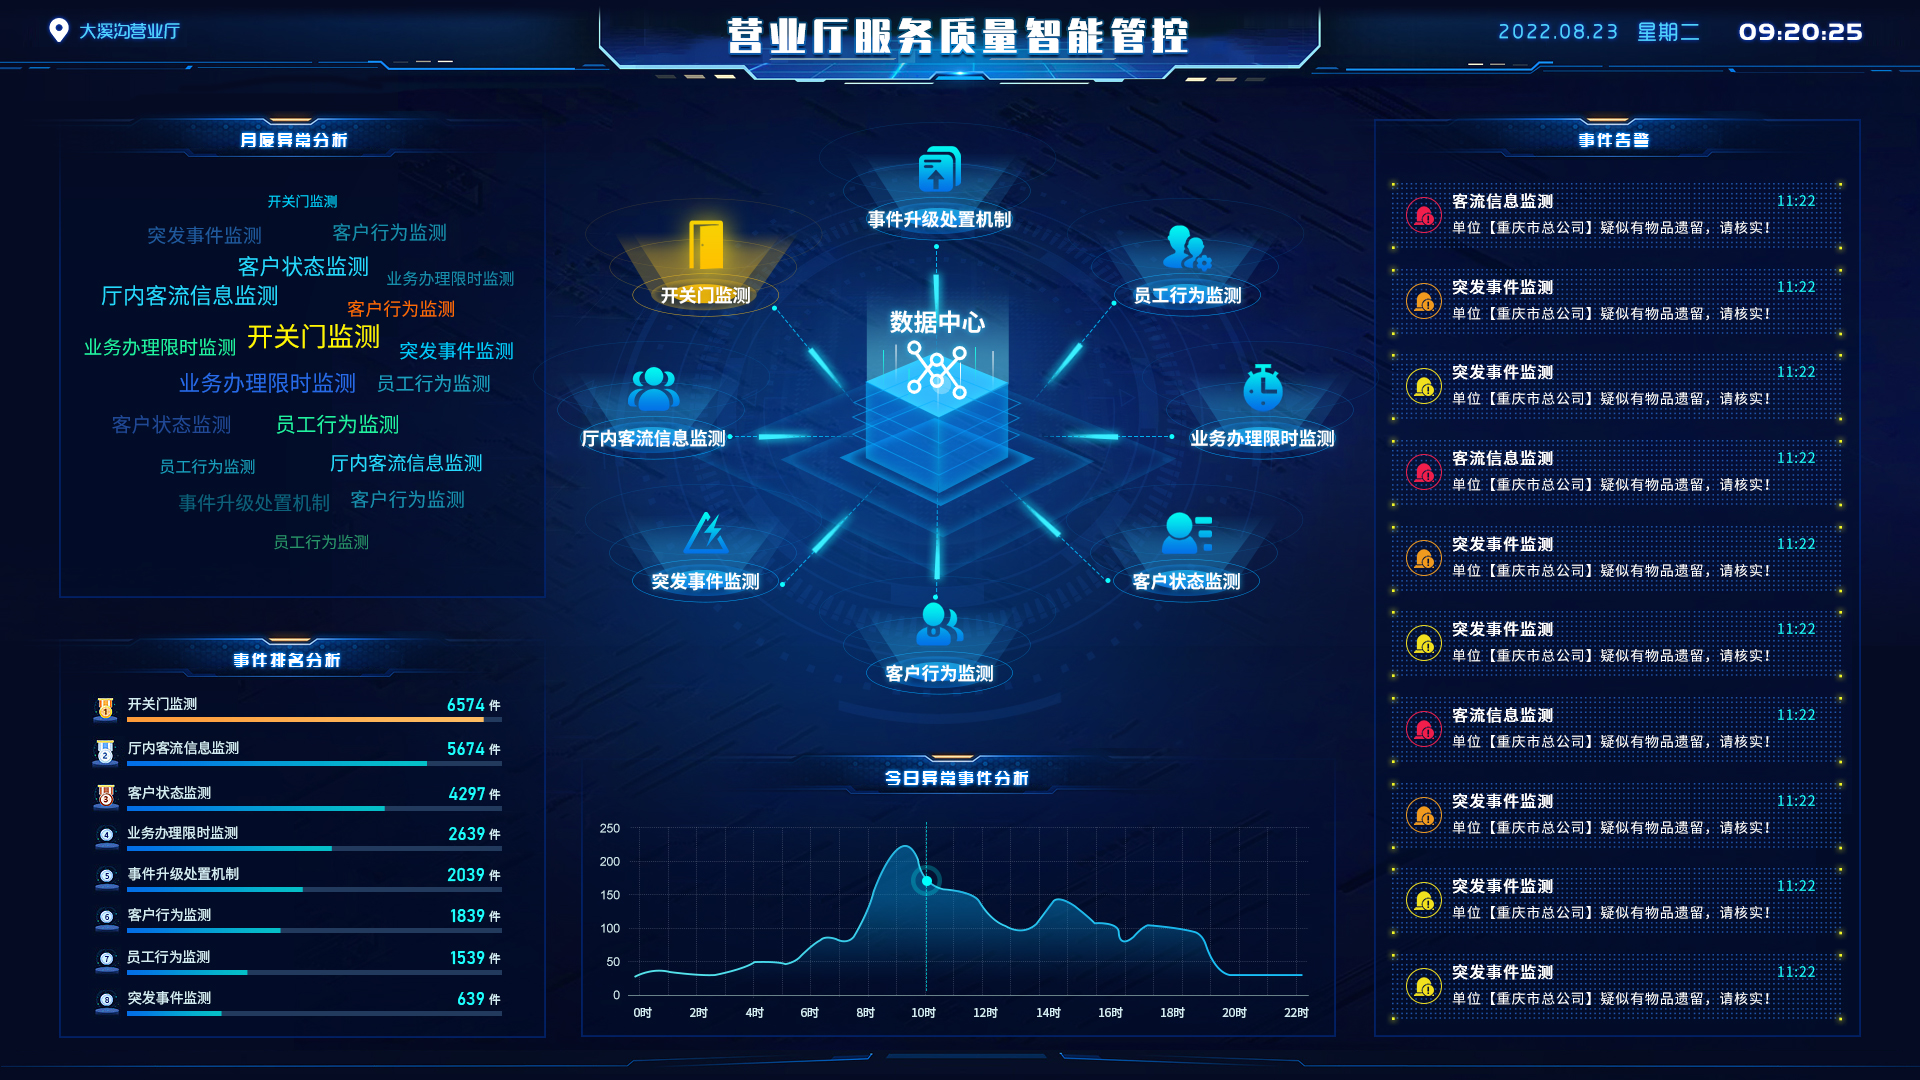 大溪沟营业厅
营业厅服务质量智能管控
2022.08.23 星期二 09:20:25
月度异常分析
开关门监测
突发事件监测
客户行为监测
客户状态监测
业务办理限时监测
厅内客流信息监测
客户行为监测
开关门监测
业务办理限时监测
突发事件监测
业务办理限时监测
员工行为监测
客户状态监测
员工行为监测
员工行为监测
厅内客流信息监测
事件升级处置机制
客户行为监测
员工行为监测
事件排名分析
1 开关门监测 6574 件
2 厅内客流信息监测 5674 件
3 客户状态监测 4297 件
4 业务办理限时监测 2639 件
5 事件升级处置机制 2039 件
6 客户行为监测 1839 件
7 员工行为监测 1539 件
8 突发事件监测 639 件
事件升级处置机制
开关门监测
员工行为监测
数据中心
厅内客流信息监测
业务办理限时监测
突发事件监测
客户状态监测
客户行为监测
今日异常事件分析
250
200
150
100
50
0
0时 2时 4时 6时 8时 10时 12时 14时 16时 18时 20时 22时
事件告警
客流信息监测 11:22
单位【重庆市总公司】疑似有物品遗留，请核实！
突发事件监测 11:22
单位【重庆市总公司】疑似有物品遗留，请核实！
突发事件监测 11:22
单位【重庆市总公司】疑似有物品遗留，请核实！
客流信息监测 11:22
单位【重庆市总公司】疑似有物品遗留，请核实！
突发事件监测 11:22
单位【重庆市总公司】疑似有物品遗留，请核实！
突发事件监测 11:22
单位【重庆市总公司】疑似有物品遗留，请核实！
客流信息监测 11:22
单位【重庆市总公司】疑似有物品遗留，请核实！
突发事件监测 11:22
单位【重庆市总公司】疑似有物品遗留，请核实！
突发事件监测 11:22
单位【重庆市总公司】疑似有物品遗留，请核实！
突发事件监测 11:22
单位【重庆市总公司】疑似有物品遗留，请核实！